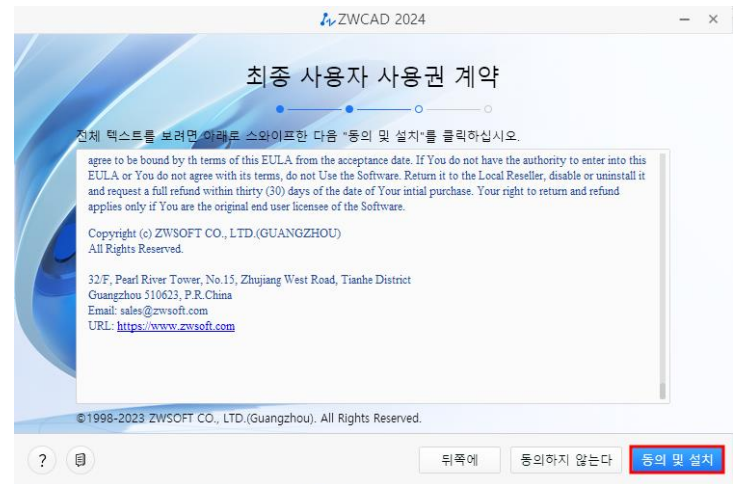 ZWCAD 2024
최종 사용자 사용권 계약
전체 텍스트를 보려면 아래로 스와이프한 다음 "동의 및 설치"를 클릭하십시오.
agree to be bound by th terms of this EULA from the acceptance date. If You do not have the authority to enter into this
EULA or You do not agree with its terms, do not Use the Software. Return it to the Local Reseller, disable or uninstall it
and request a full refund within thirty (30) days of the date of Your intial purchase. Your right to return and refund
applies only if You are the original end user licensee of the Software.
Copyright (c) ZWSOFT CO., LTD.(GUANGZHOU)
All Rights Reserved.
32/F, Pearl River Tower, No.15, Zhujiang West Road, Tianhe District
Guangzhou 510623, P.R.China
Email: sales@zwsoft.com
URL: https://www.zwsoft.com
©1998-2023 ZWSOFT CO., LTD.(Guangzhou). All Rights Reserved.
? 뒤쪽에 동의하지 않는다 동의 및 설치